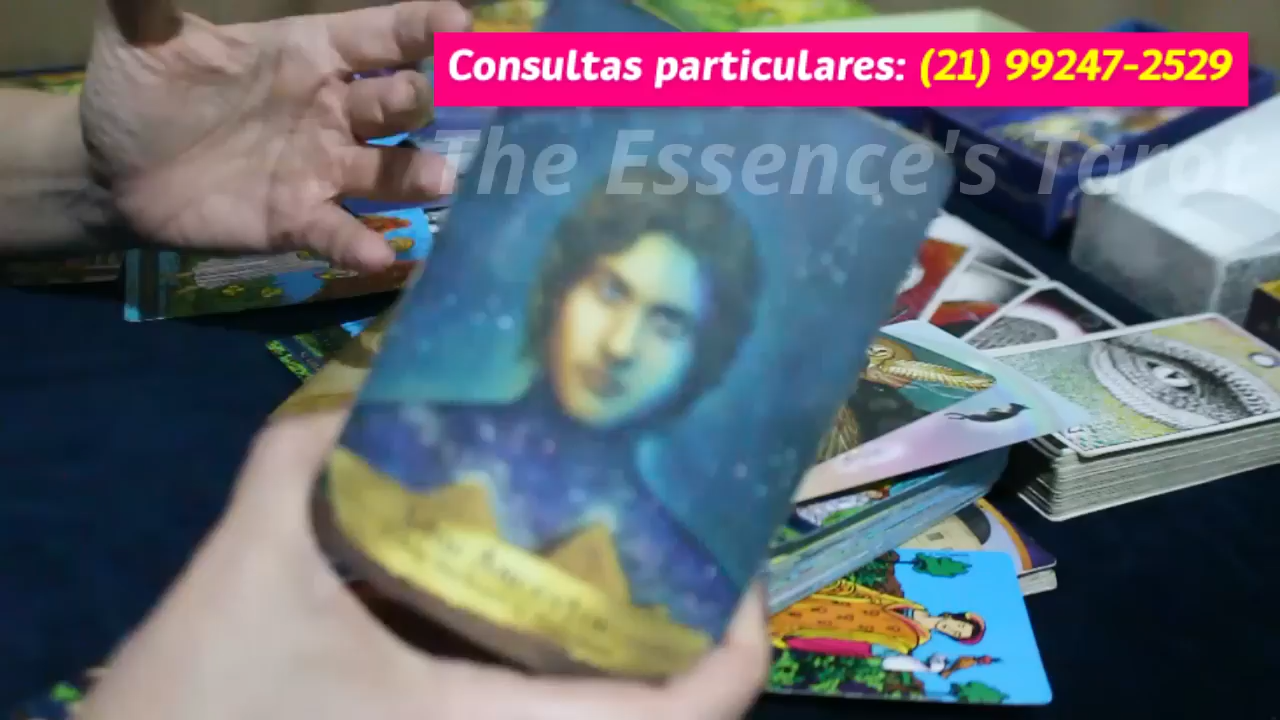 Consultas particulares: (21) 99247-2529
The Essence's Tarot